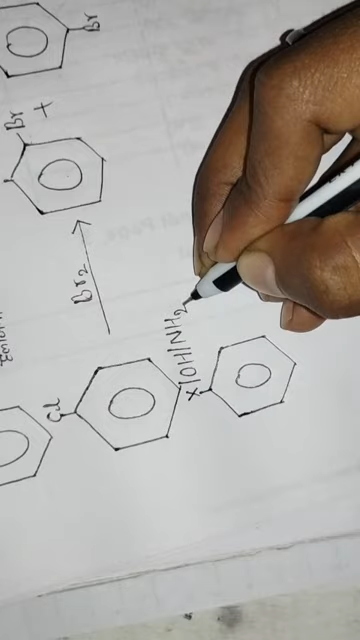 Cl
Br₂
Br
+
Br
X/OH/NH₂